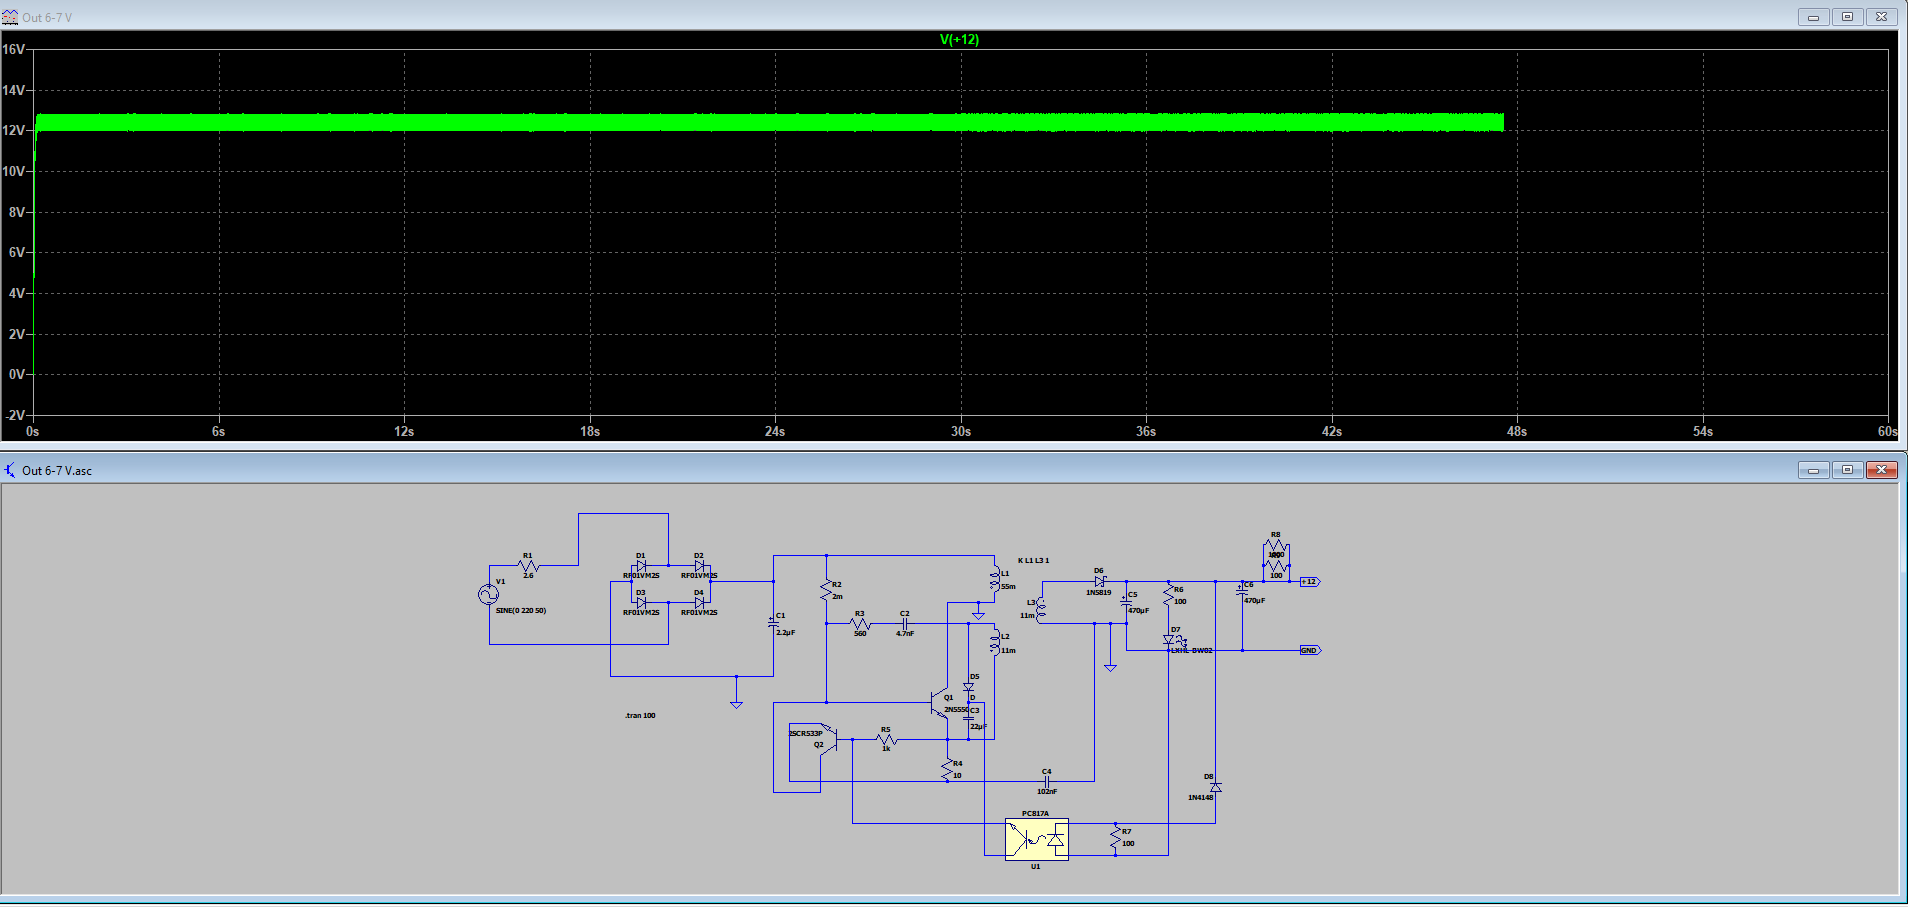 Out 6-7 V
V(+12)
16V
14V
12V
10V
8V
6V
4V
2V
0V
-2V
0s 6s 12s 18s 24s 30s 36s 42s 48s 54s 60s
Out 6-7 V.asc
R1
2.6
V1
SINE(0 220 50)
D1
RF01VM2S
D2
RF01VM2S
D3
RF01VM2S
D4
RF01VM2S
C1
2.2µF
.tran 100
R2
2m
R3
560
C2
4.7nF
L1
55m
K L1 L3 1
L2
11m
L3
11m
D5
D
Q1
2N5550
C3
22µF
2SCR533P
Q2
R5
1k
R4
10
C4
102nF
D6
1N5819
C5
470µF
R6
100
D7
LXHL-BW02
C6
470µF
R8
100
+12
GND
D8
1N4148
PC817A
U1
R7
100